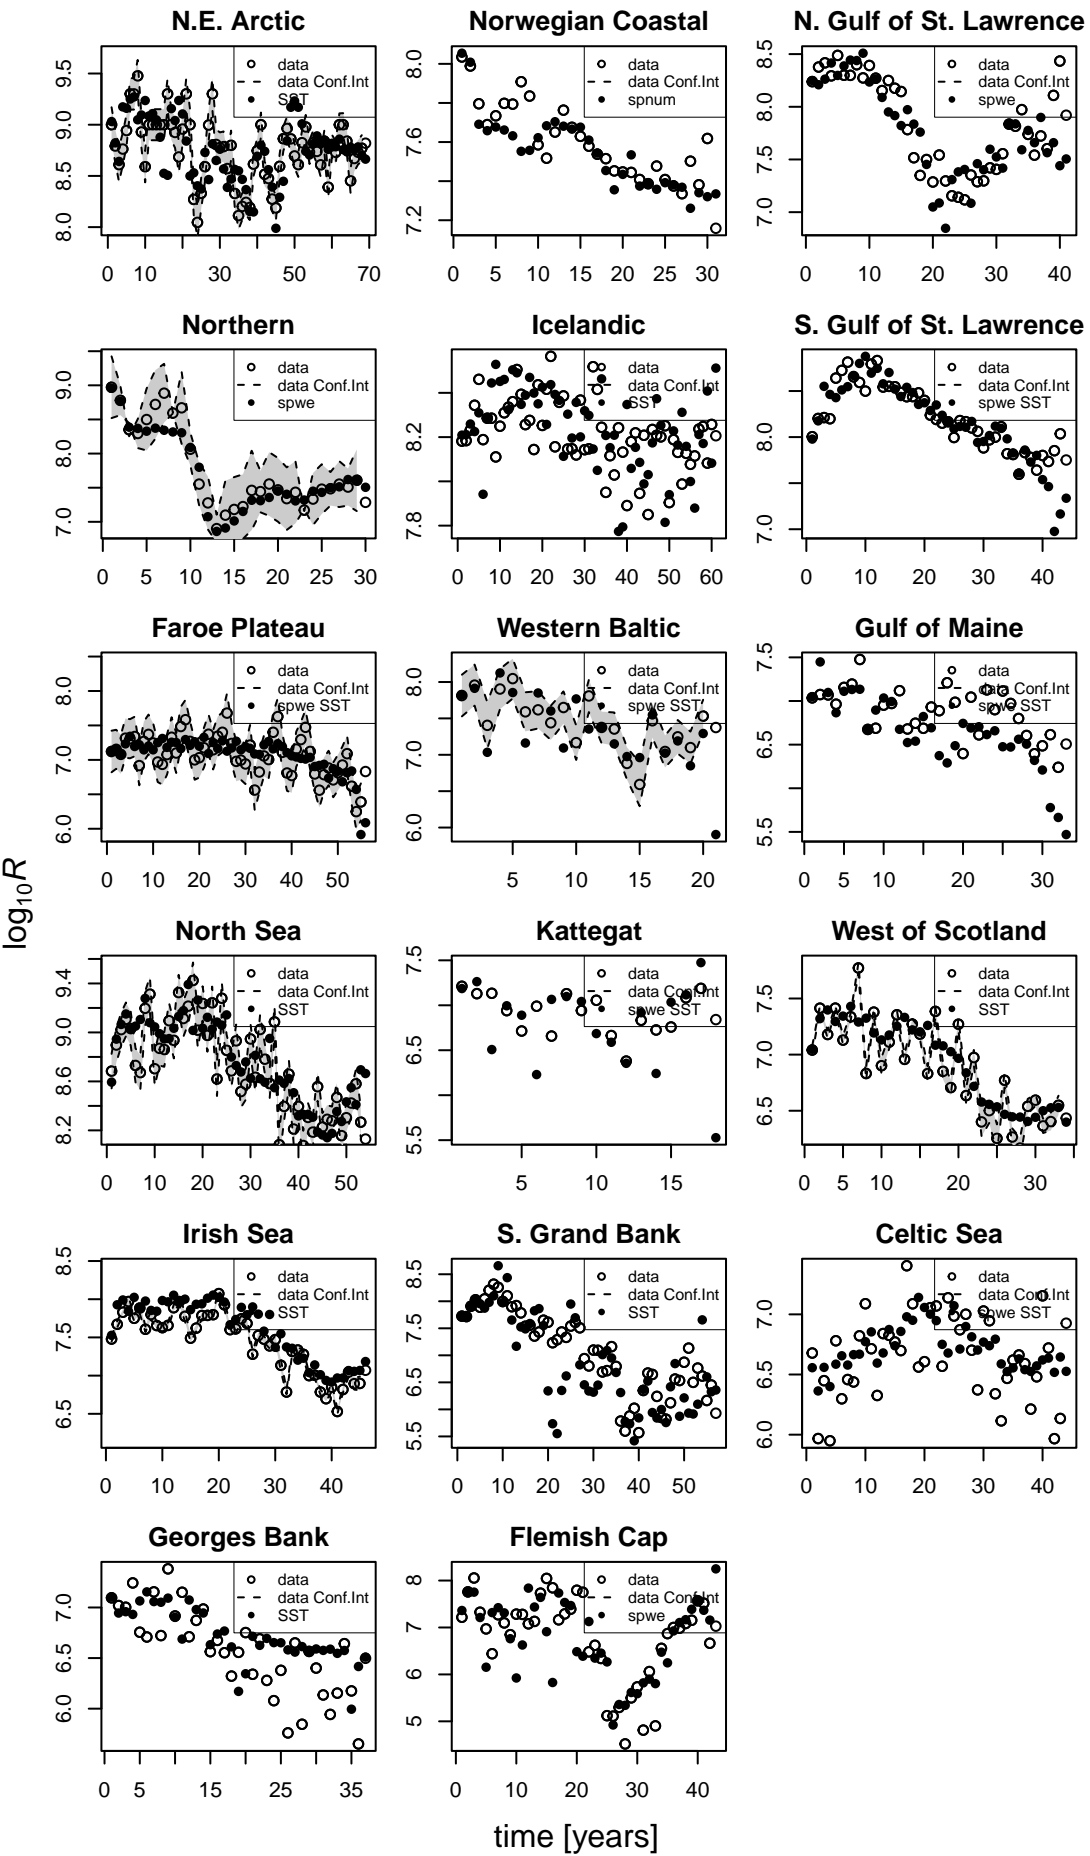 N.E. Arctic
9.5
9.0
8.5
8.0
0 10 30 50 70
data
data Conf.Int
SST
Norwegian Coastal
8.0
7.6
7.2
0 5 10 15 20 25 30
data
data Conf.Int
spnum
N. Gulf of St. Lawrence
8.5
8.0
7.5
7.0
0 10 20 30 40
data
data Conf.Int
spwe
Northern
9.0
8.0
7.0
0 5 10 15 20 25 30
data
data Conf.Int
spwe
Icelandic
8.2
7.8
0 10 20 30 40 50 60
data
data Conf.Int
SST
S. Gulf of St. Lawrence
8.0
7.0
0 10 20 30 40
data
data Conf.Int
spwe SST
Faroe Plateau
8.0
7.0
6.0
0 10 20 30 40 50
data
data Conf.Int
spwe SST
Western Baltic
8.0
7.0
6.0
5 10 15 20
data
data Conf.Int
spwe SST
Gulf of Maine
7.5
6.5
5.5
0 5 10 20 30
data
data Conf.Int
spwe SST
log10R
North Sea
9.4
9.0
8.6
8.2
0 10 20 30 40 50
data
data Conf.Int
SST
Kattegat
7.5
6.5
5.5
5 10 15
data
data Conf.Int
spwe SST
West of Scotland
7.5
7.0
6.5
0 5 10 20 30
data
data Conf.Int
SST
Irish Sea
8.5
7.5
6.5
0 10 20 30 40
data
data Conf.Int
SST
S. Grand Bank
8.5
7.5
6.5
5.5
0 10 20 30 40 50
data
data Conf.Int
SST
Celtic Sea
7.0
6.5
6.0
0 10 20 30 40
data
data Conf.Int
spwe SST
Georges Bank
7.0
6.5
6.0
0 5 15 25 35
data
data Conf.Int
SST
Flemish Cap
8
7
6
5
0 10 20 30 40
data
data Conf.Int
spwe
time [years]